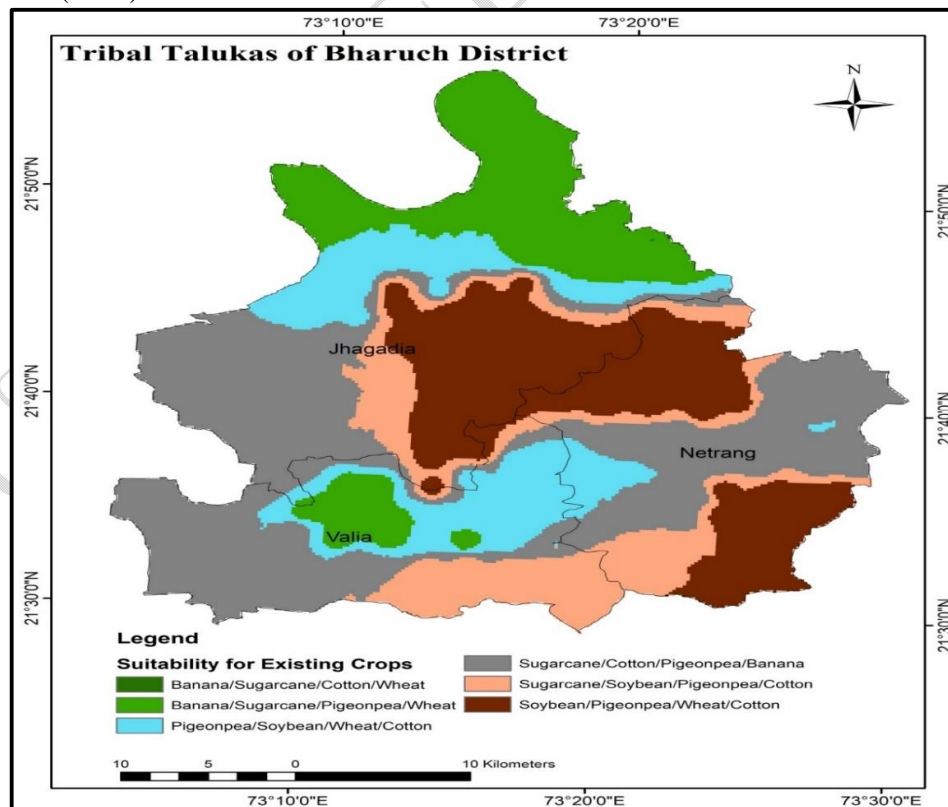 73°10'0"E 73°20'0"E
Tribal Talukas of Bharuch District
N
21°50'0"N
21°50'0"N
Jhagadia
21°40'0"N
21°40'0"N
Netrang
Valia
21°30'0"N
21°30'0"N
Legend
Suitability for Existing Crops
Banana/Sugarcane/Cotton/Wheat
Banana/Sugarcane/Pigeonpea/Wheat
Pigeonpea/Soybean/Wheat/Cotton
Sugarcane/Cotton/Pigeonpea/Banana
Sugarcane/Soybean/Pigeonpea/Cotton
Soybean/Pigeonpea/Wheat/Cotton
10 5 0 10 Kilometers
73°10'0"E 73°20'0"E 73°30'0"E